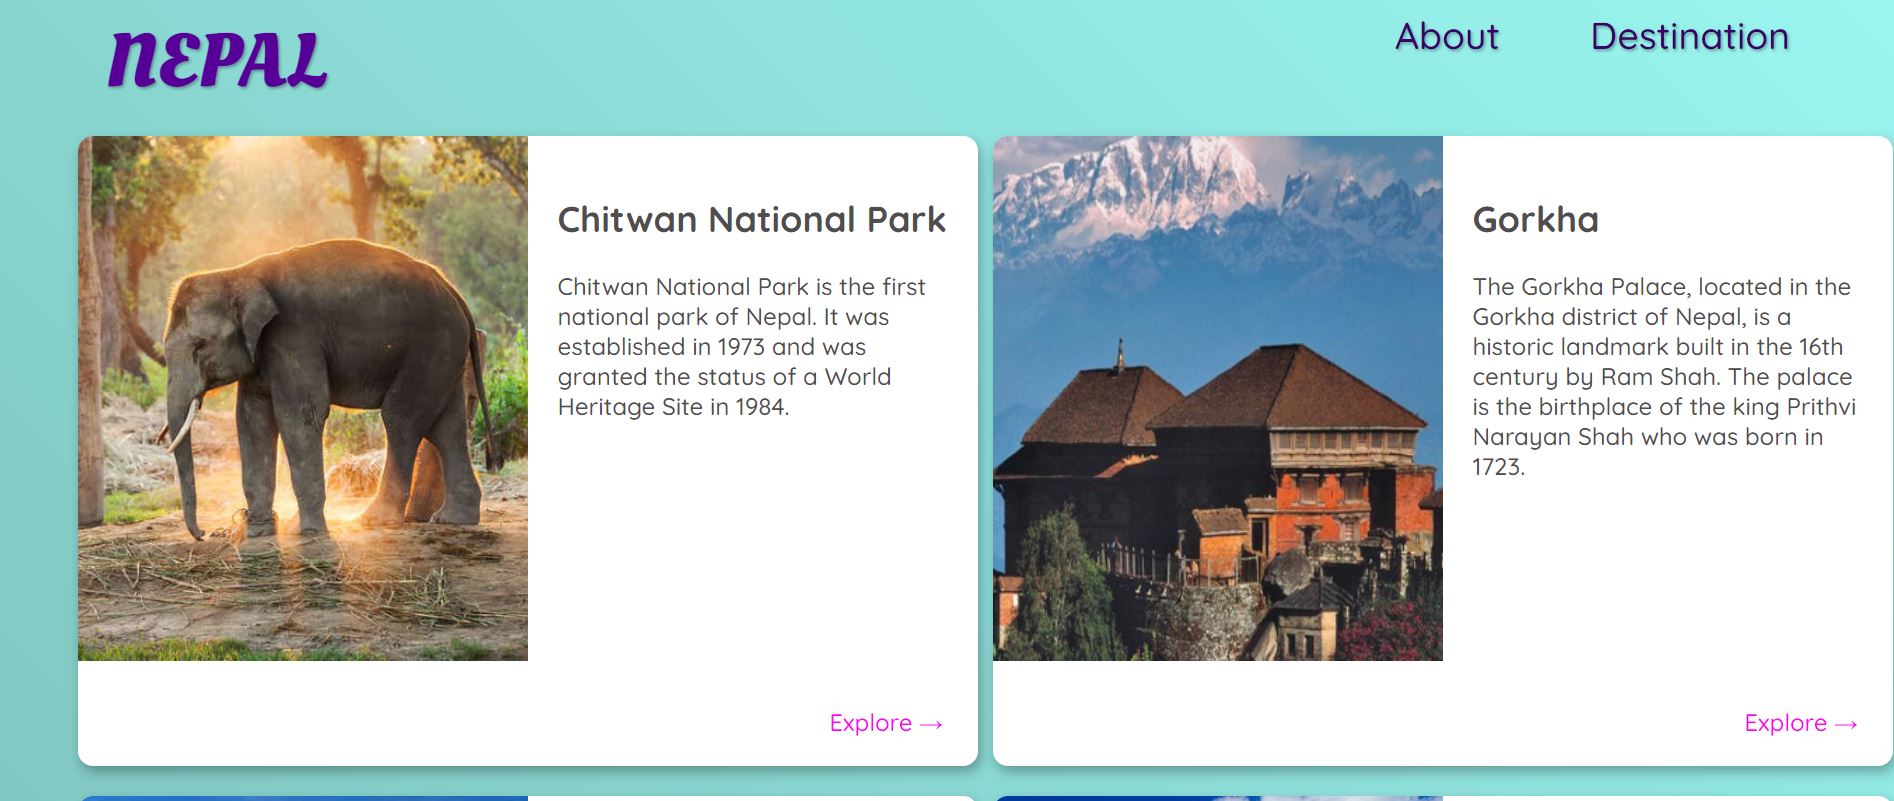 NEPAL
About
Destination
Chitwan National Park
Chitwan National Park is the first
national park of Nepal. It was
established in 1973 and was
granted the status of a World
Heritage Site in 1984.
Explore →
Gorkha
The Gorkha Palace, located in the
Gorkha district of Nepal, is a
historic landmark built in the 16th
century by Ram Shah. The palace
is the birthplace of the king Prithvi
Narayan Shah who was born in
1723.
Explore →